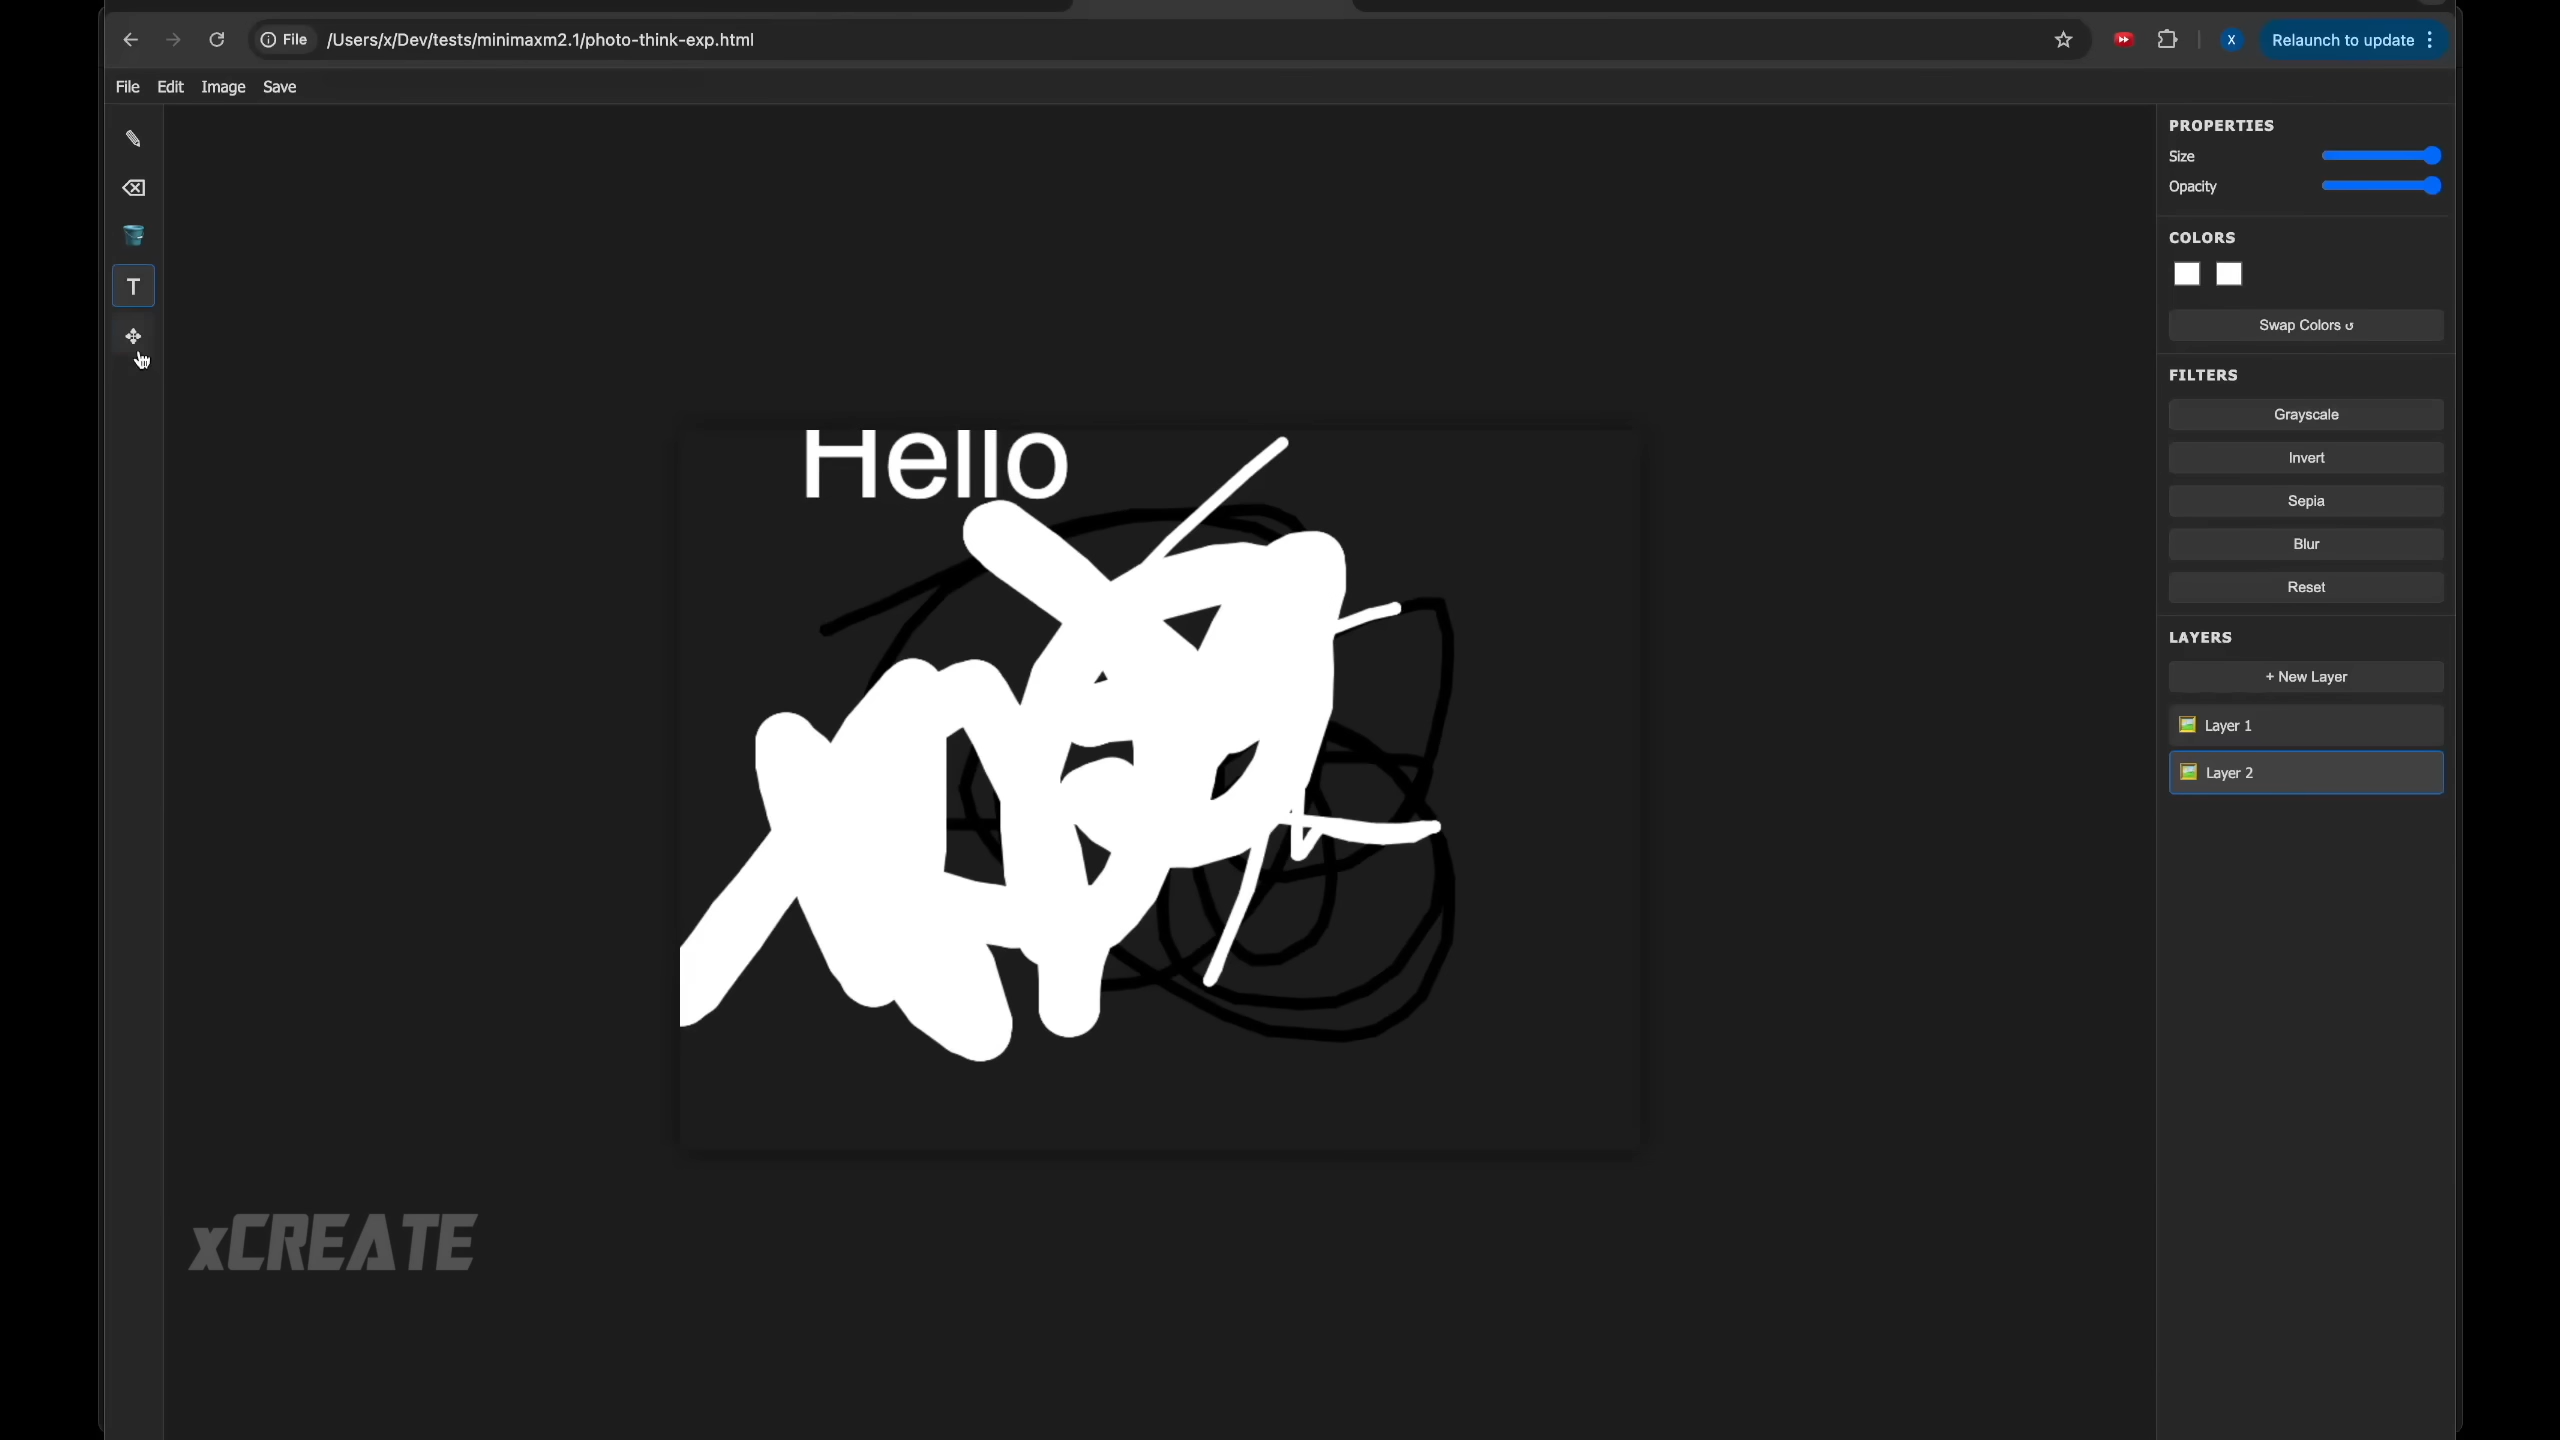 File /Users/x/Dev/tests/minimaxm2.1/photo-think-exp.html X Relaunch to update
File Edit Image Save
T
PROPERTIES
Size
Opacity
COLORS
Swap Colors ↺
FILTERS
Grayscale
Invert
Sepia
Blur
Reset
LAYERS
+ New Layer
Layer 1
Layer 2
Hello
xCREATE